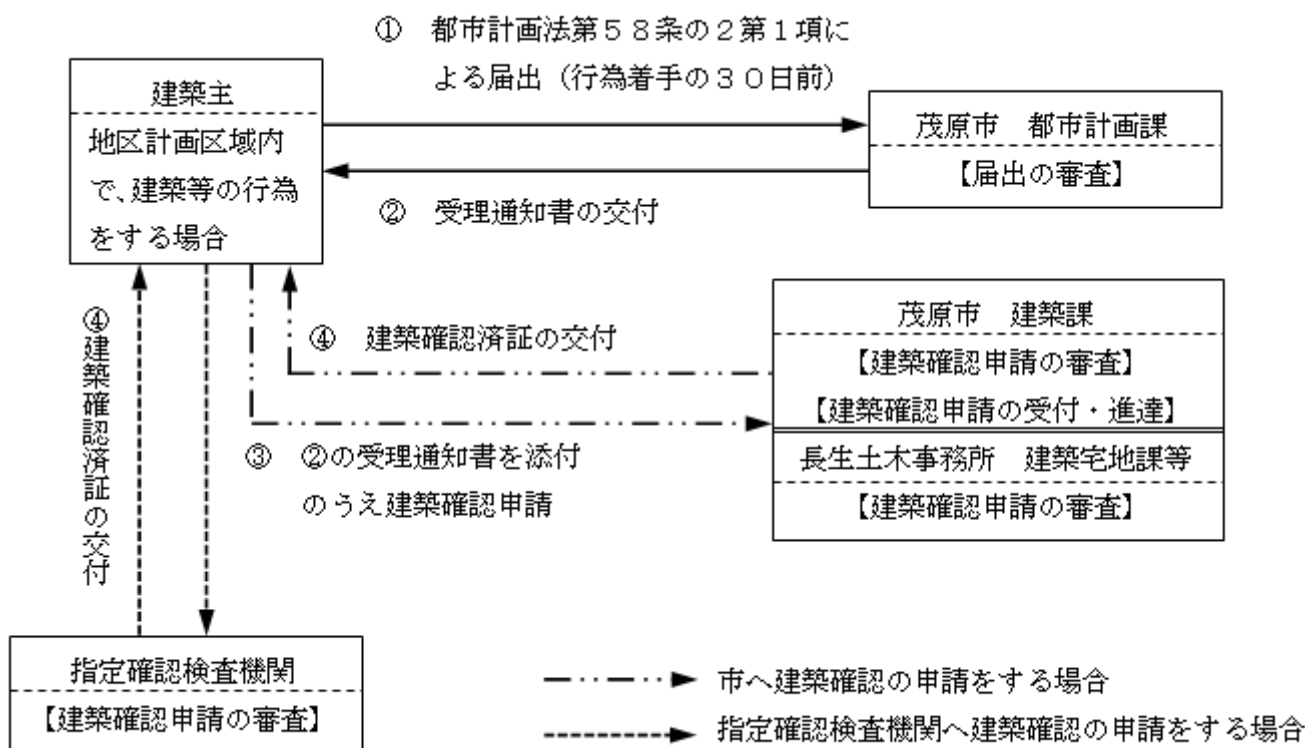 ① 都市計画法第58条の2第1項に
よる届出(行為着手の30日前)
建築主
地区計画区域内
で、建築等の行為
をする場合
茂原市 都市計画課
【届出の審査】
② 受理通知書の交付
茂原市 建築課
【建築確認申請の審査】
【建築確認申請の受付・進達】
長生土木事務所 建築宅地課等
【建築確認申請の審査】
④ 建築確認済証の交付
③ ②の受理通知書を添付
のうえ建築確認申請
④建築確認済証の交付
指定確認検査機関
【建築確認申請の審査】
市へ建築確認の申請をする場合
指定確認検査機関へ建築確認の申請をする場合